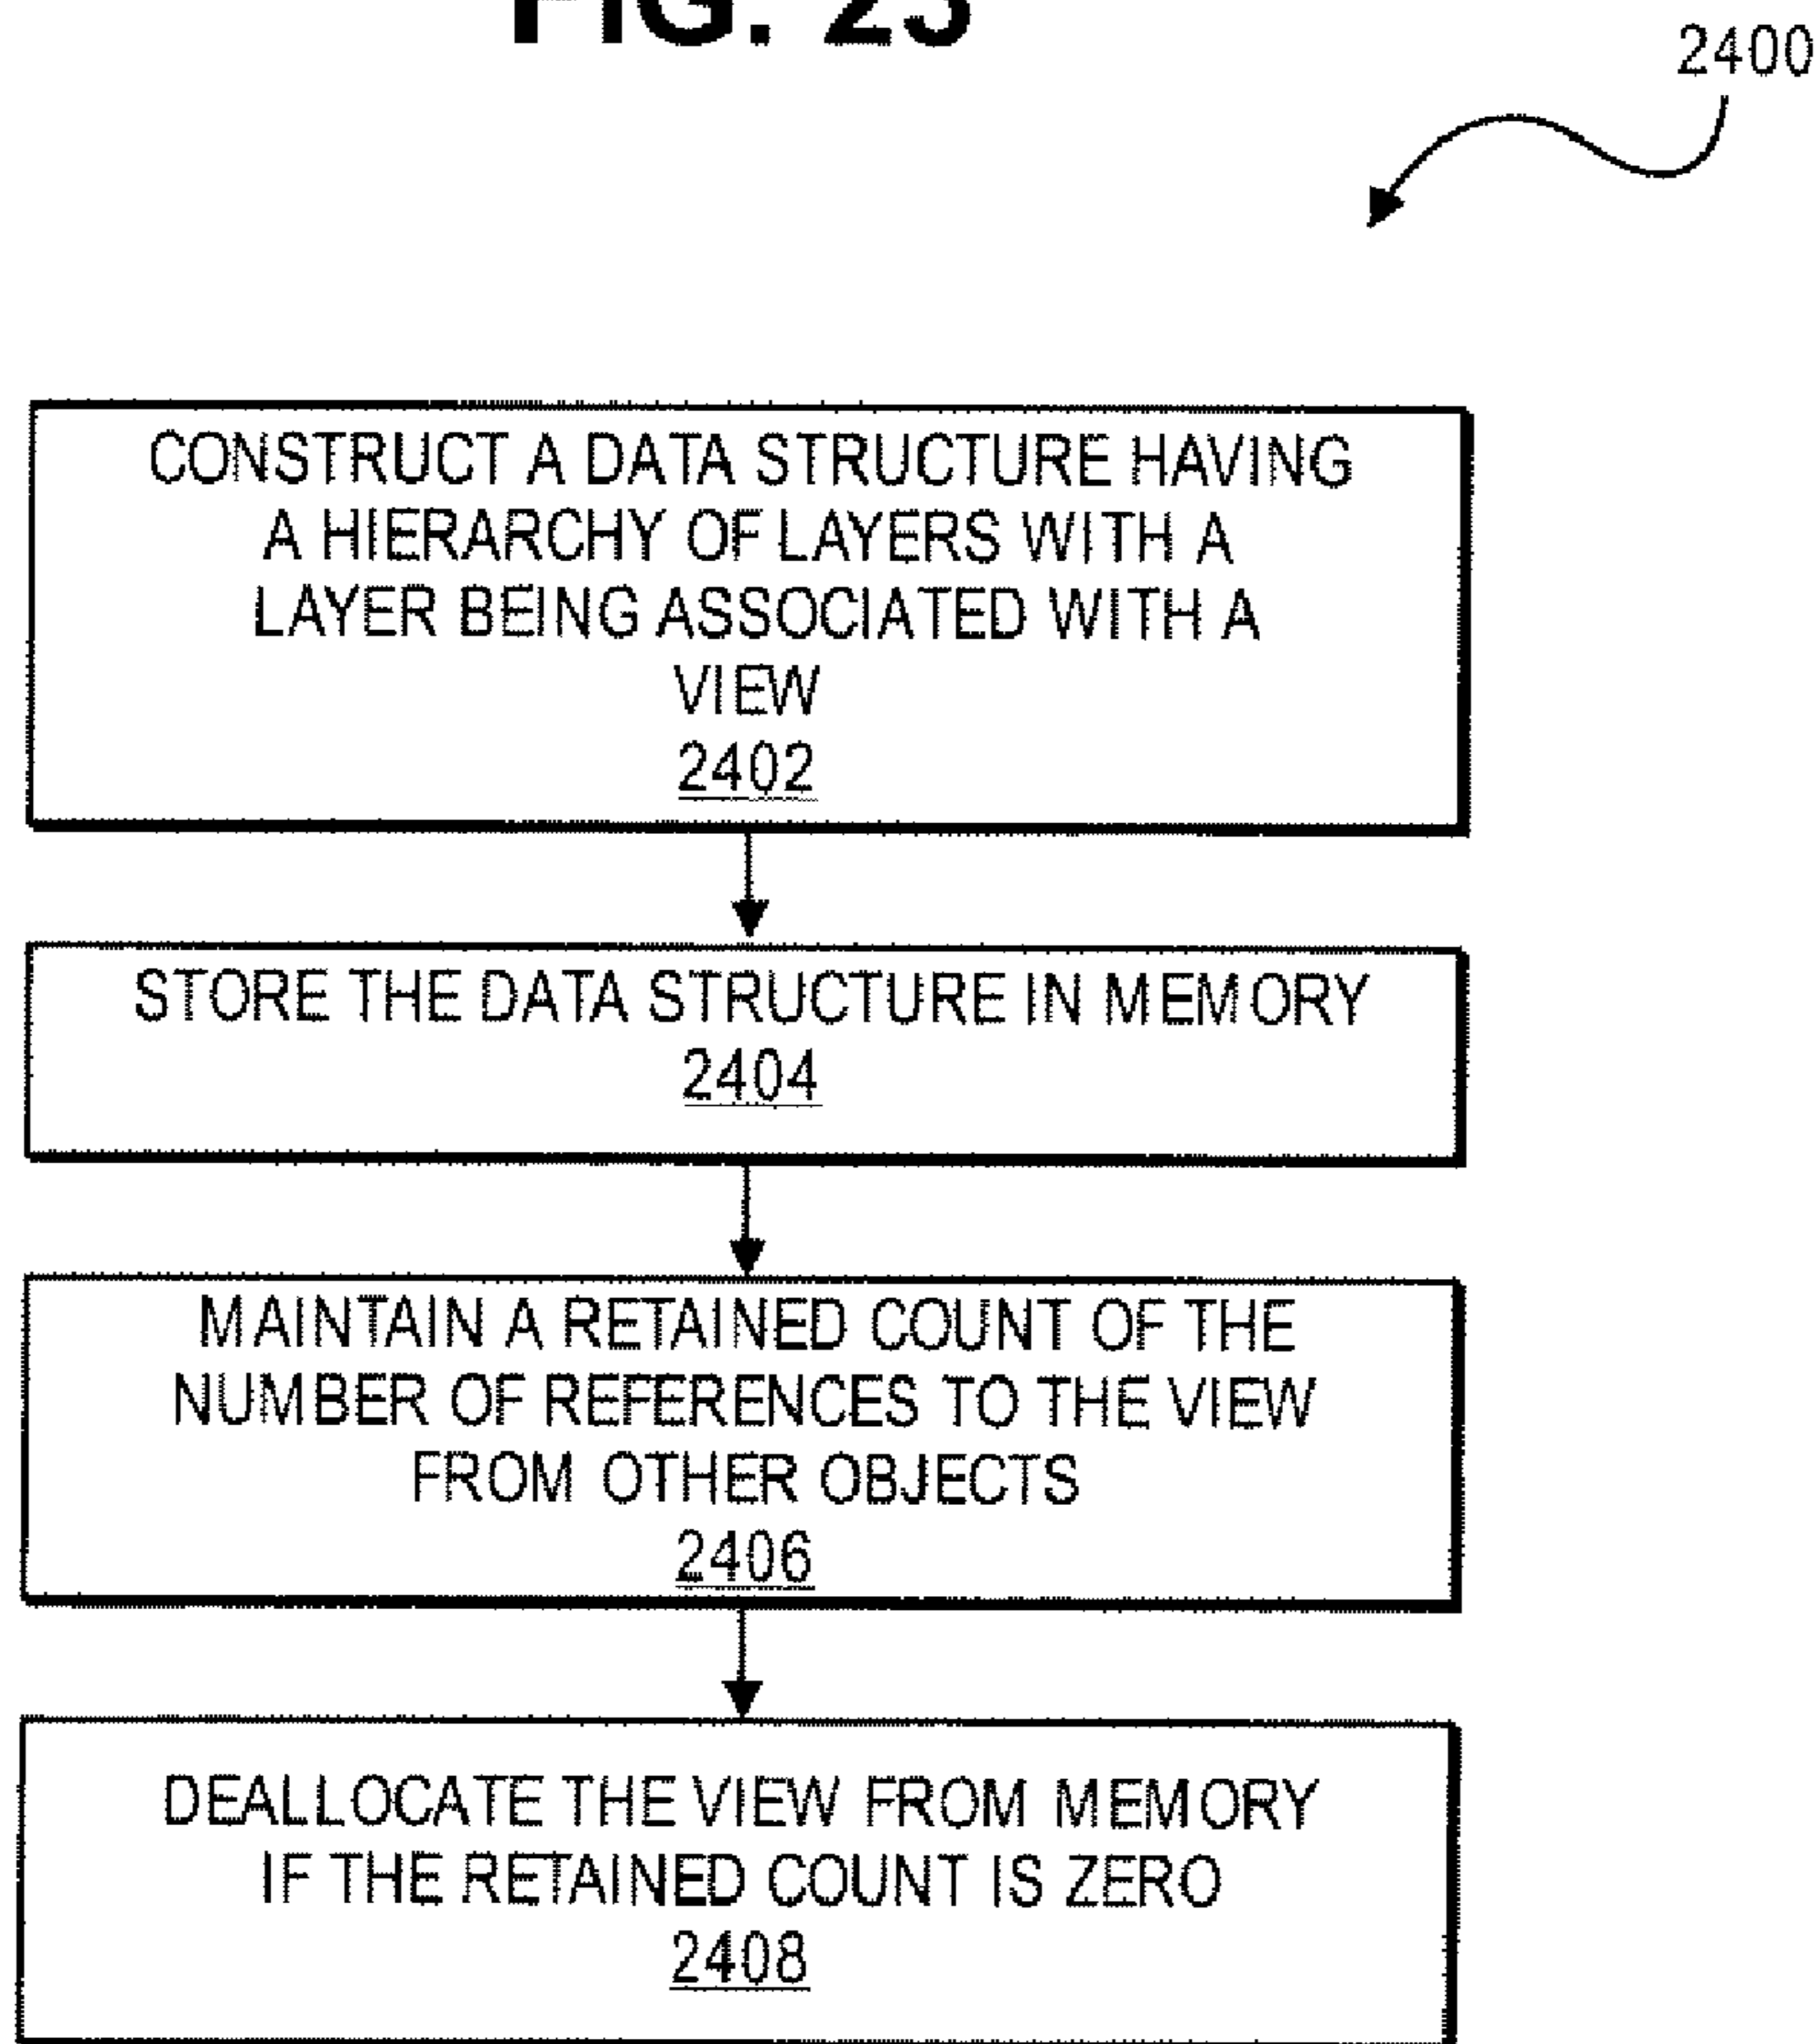 FIG. 23
2400
CONSTRUCT A DATA STRUCTURE HAVING
A HIERARCHY OF LAYERS WITH A
LAYER BEING ASSOCIATED WITH A
VIEW
2402
STORE THE DATA STRUCTURE IN MEMORY
2404
MAINTAIN A RETAINED COUNT OF THE
NUMBER OF REFERENCES TO THE VIEW
FROM OTHER OBJECTS
2406
DEALLOCATE THE VIEW FROM MEMORY
IF THE RETAINED COUNT IS ZERO
2408